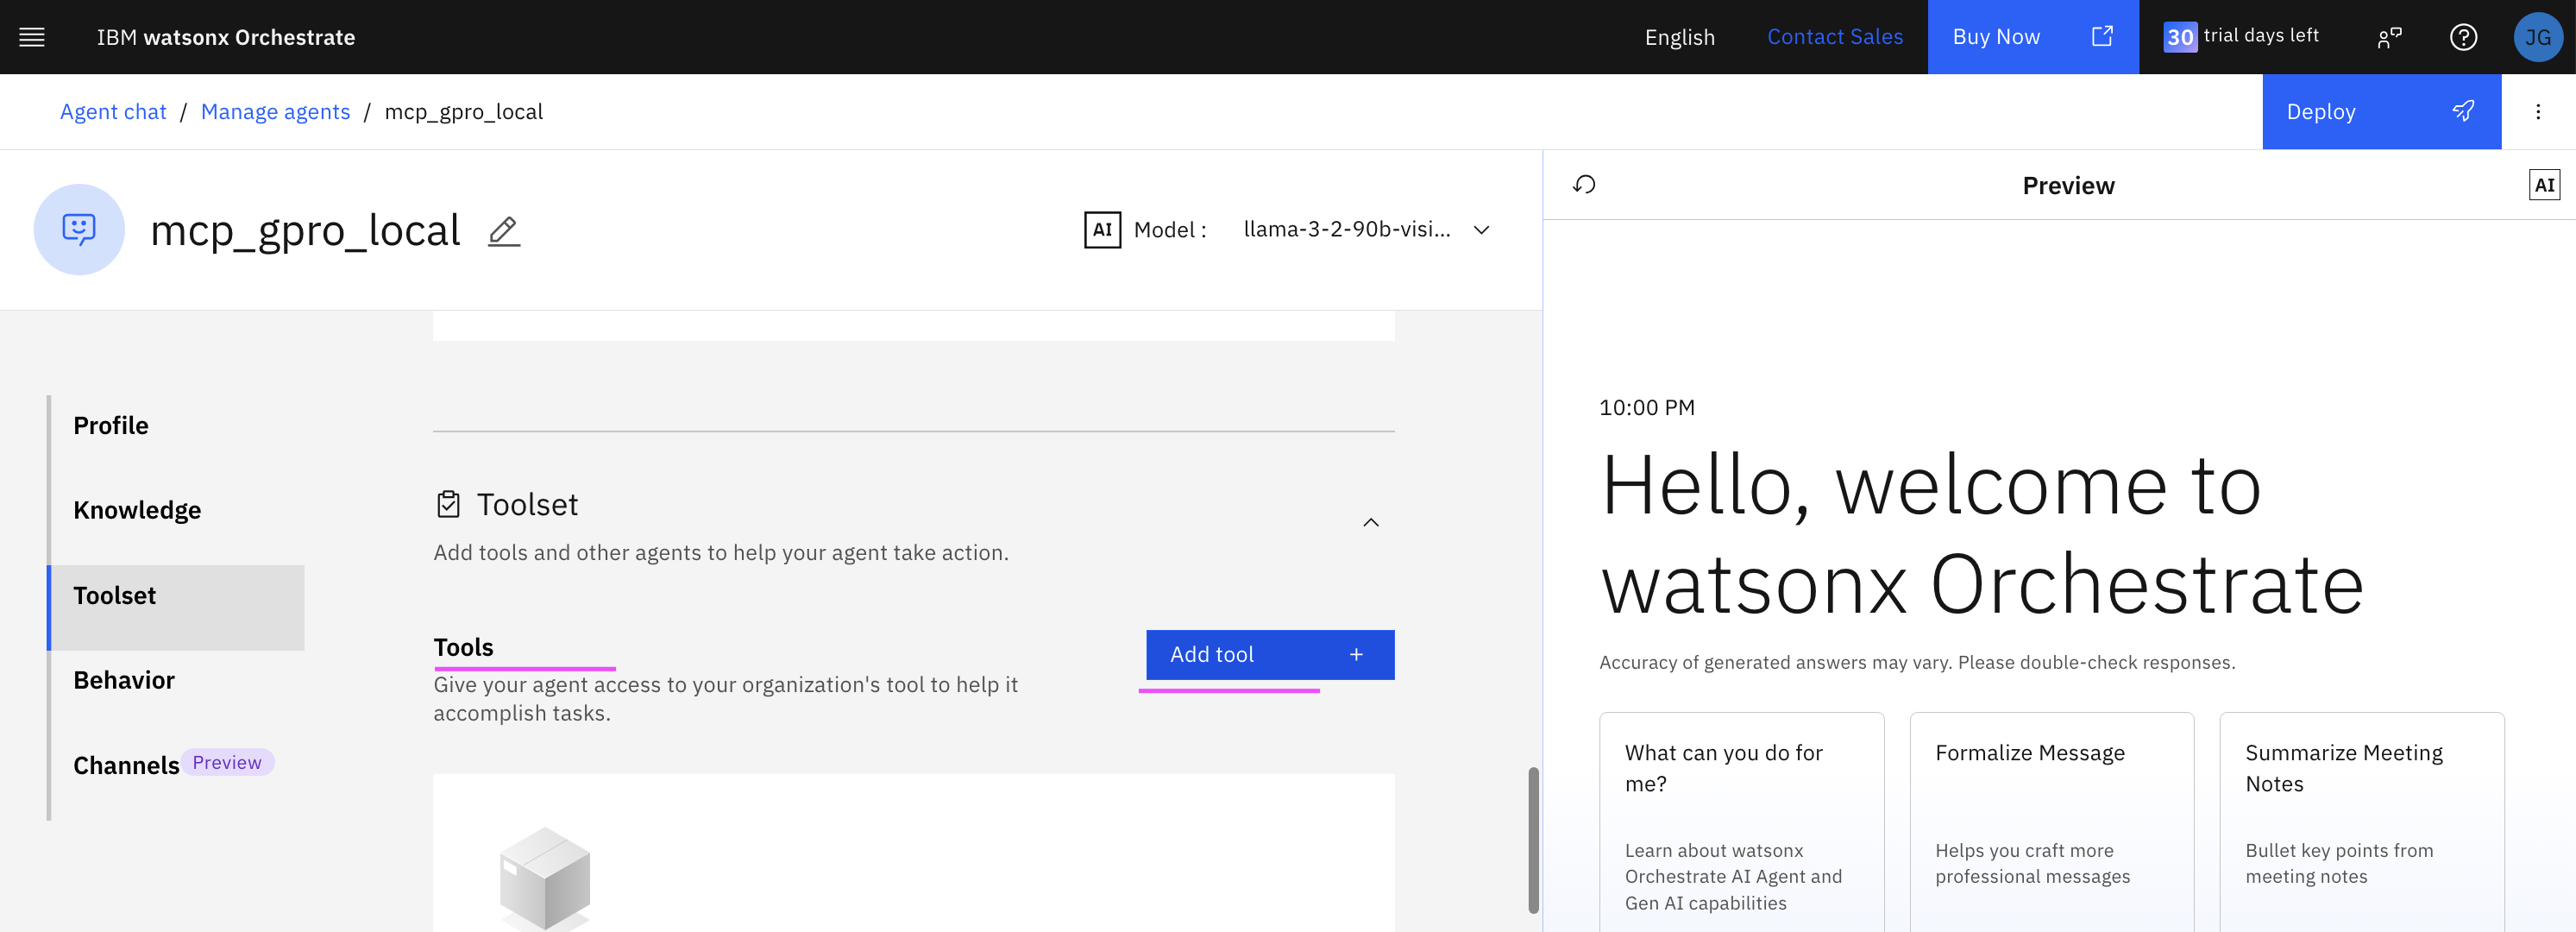 IBM watsonx Orchestrate
English
Contact Sales
Buy Now
30 trial days left
JG
Agent chat / Manage agents / mcp_gpro_local
Deploy
mcp_gpro_local
AI Model : llama-3-2-90b-visi...
Preview
AI
Profile
Knowledge
Toolset
Behavior
Channels Preview
Toolset
Add tools and other agents to help your agent take action.
Tools
Add tool +
Give your agent access to your organization's tool to help it
accomplish tasks.
10:00 PM
Hello, welcome to
watsonx Orchestrate
Accuracy of generated answers may vary. Please double-check responses.
What can you do for
me?
Learn about watsonx
Orchestrate AI Agent and
Gen AI capabilities
Formalize Message
Helps you craft more
professional messages
Summarize Meeting
Notes
Bullet key points from
meeting notes